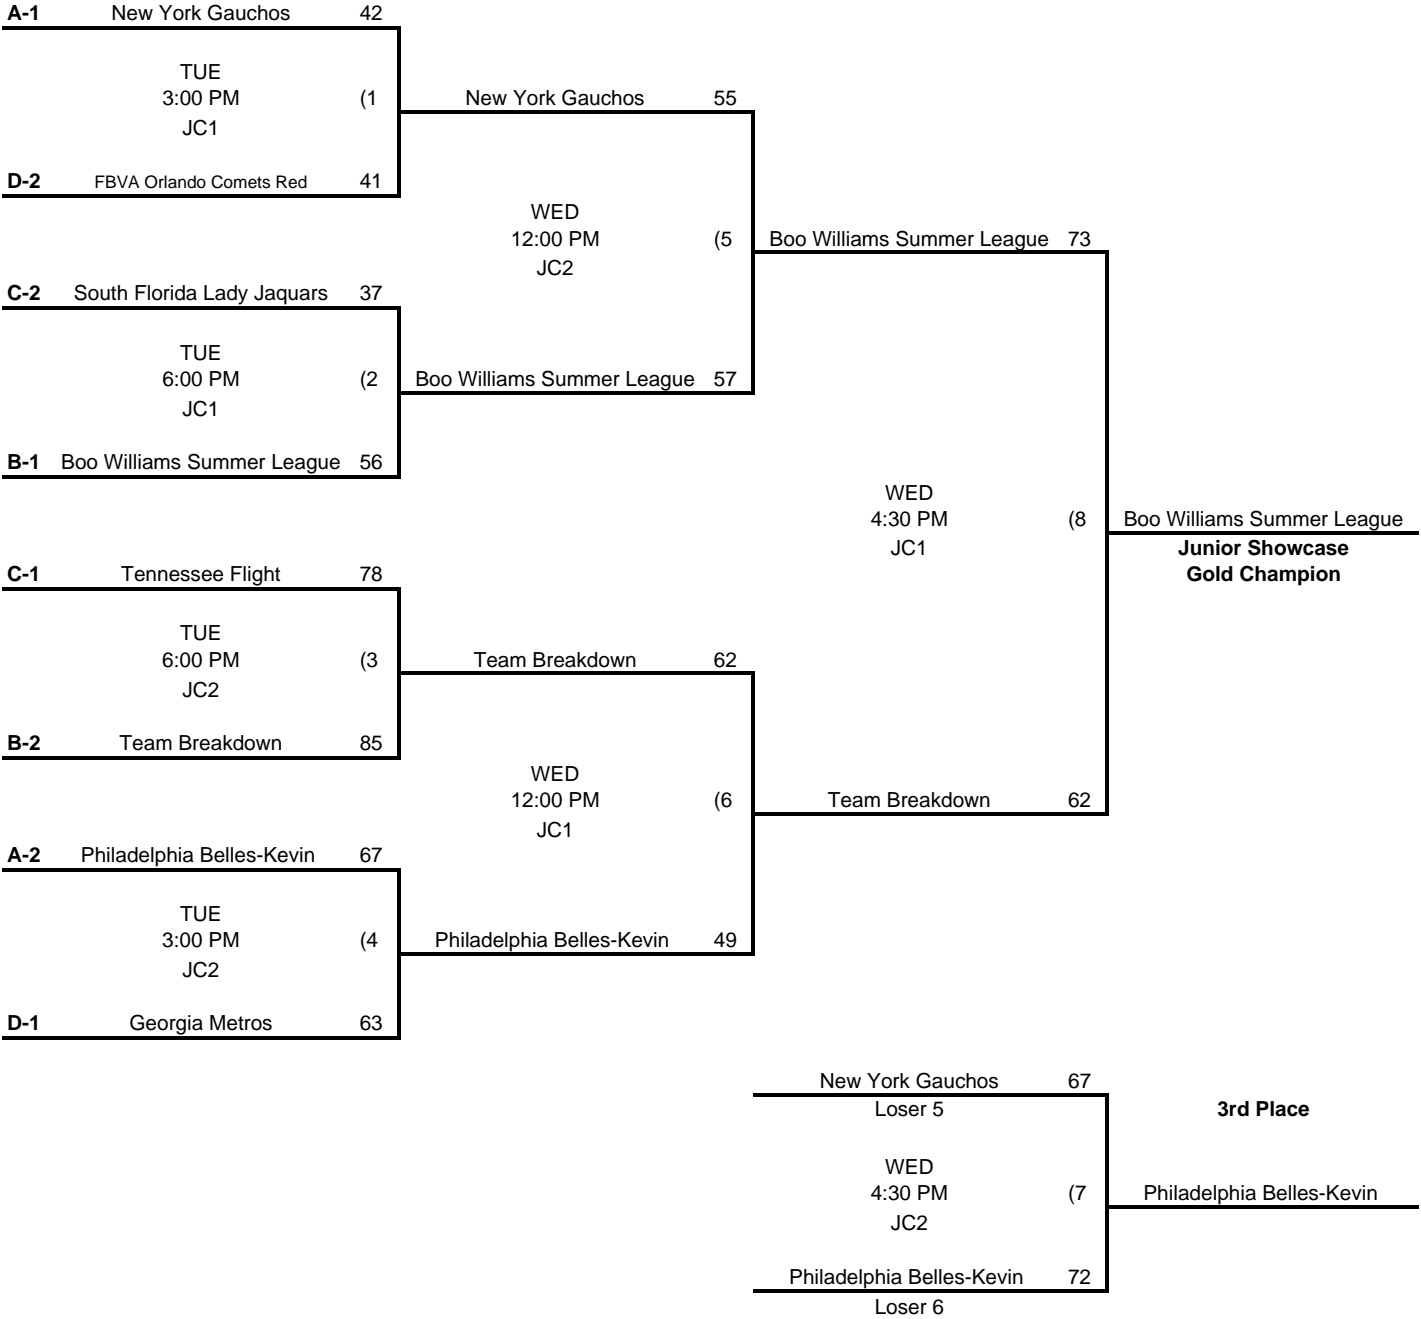 A-1 New York Gauchos 42
TUE
3:00 PM (1
JC1
New York Gauchos 55
D-2 FBVA Orlando Comets Red 41
WED
12:00 PM (5
JC2
Boo Williams Summer League 73
C-2 South Florida Lady Jaquars 37
TUE
6:00 PM (2
JC1
Boo Williams Summer League 57
B-1 Boo Williams Summer League 56
WED
4:30 PM (8
JC1
Boo Williams Summer League
Junior Showcase
Gold Champion
C-1 Tennessee Flight 78
TUE
6:00 PM (3
JC2
Team Breakdown 62
B-2 Team Breakdown 85
WED
12:00 PM (6
JC1
Team Breakdown 62
A-2 Philadelphia Belles-Kevin 67
TUE
3:00 PM (4
JC2
Philadelphia Belles-Kevin 49
D-1 Georgia Metros 63
New York Gauchos 67
Loser 5
3rd Place
WED
4:30 PM (7
JC2
Philadelphia Belles-Kevin
Philadelphia Belles-Kevin 72
Loser 6